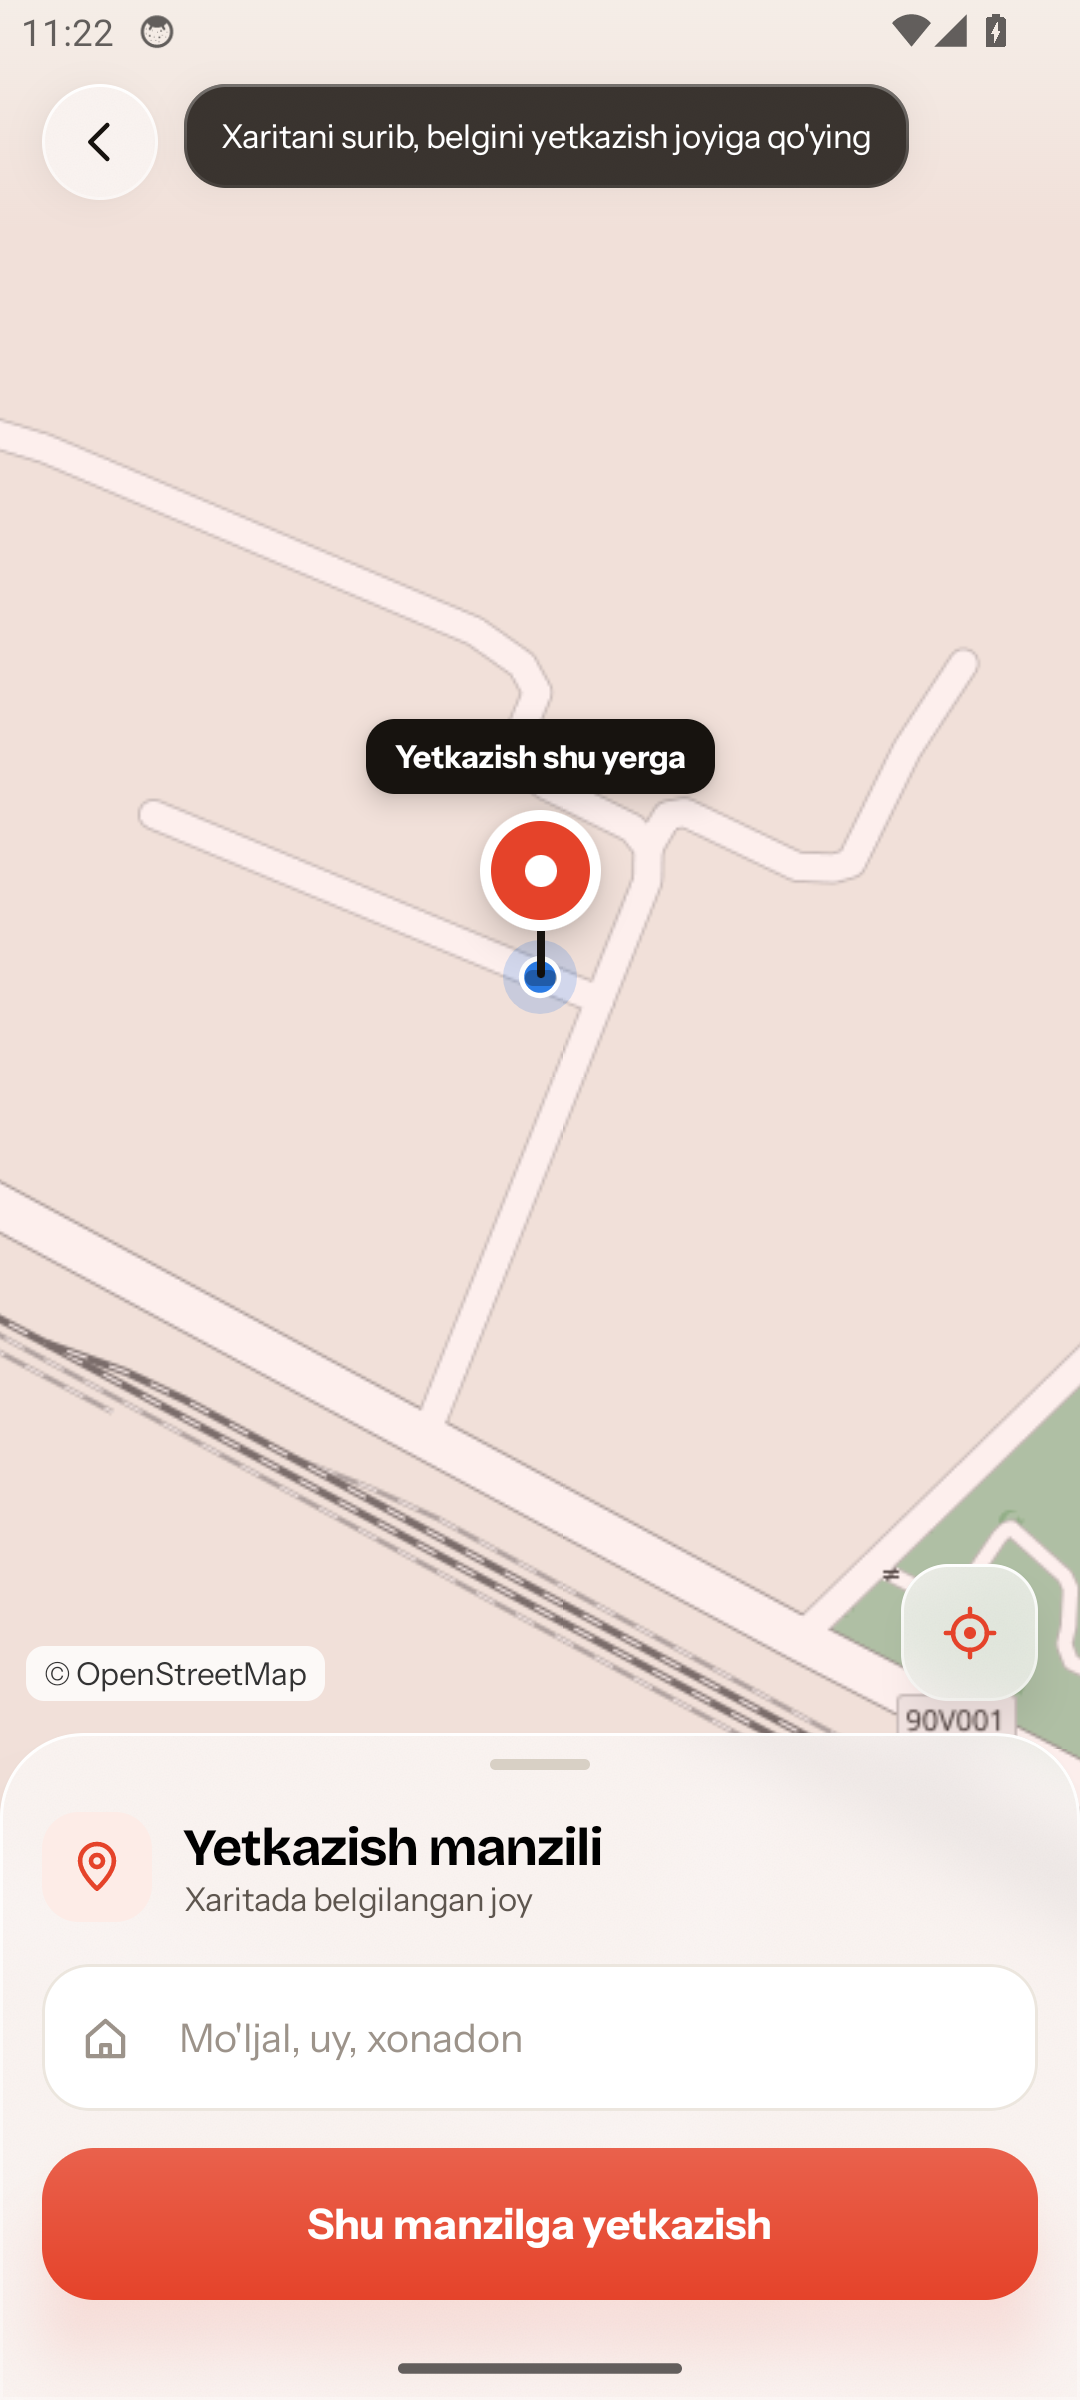 11:22
Xaritani surib, belgini yetkazish joyiga qo'ying
Yetkazish shu yerga
© OpenStreetMap
90V001
Yetkazish manzili
Xaritada belgilangan joy
Mo'ljal, uy, xonadon
Shu manzilga yetkazish